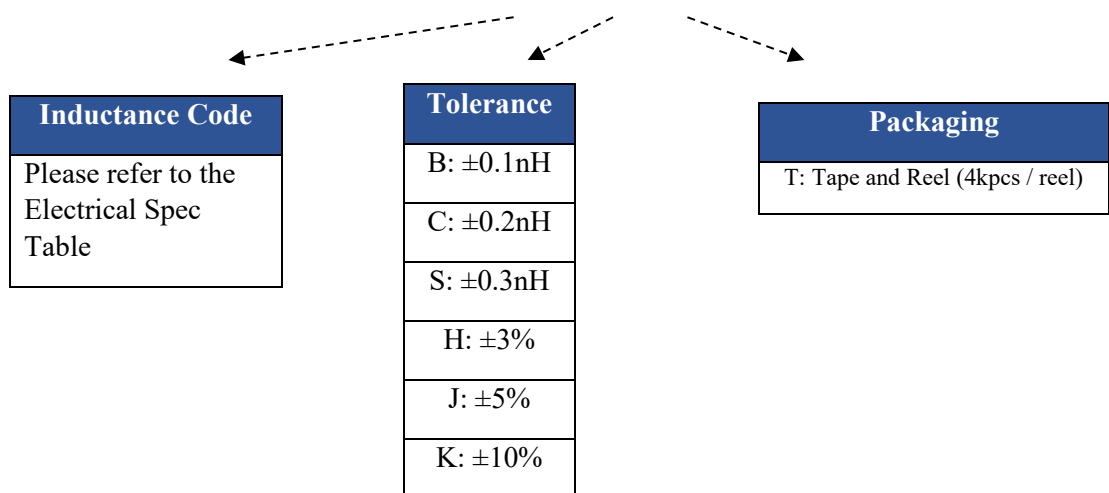 Inductance Code
Please refer to the
Electrical Spec
Table
Tolerance
B: ±0.1nH
C: ±0.2nH
S: ±0.3nH
H: ±3%
J: ±5%
K: ±10%
Packaging
T: Tape and Reel (4kpcs / reel)